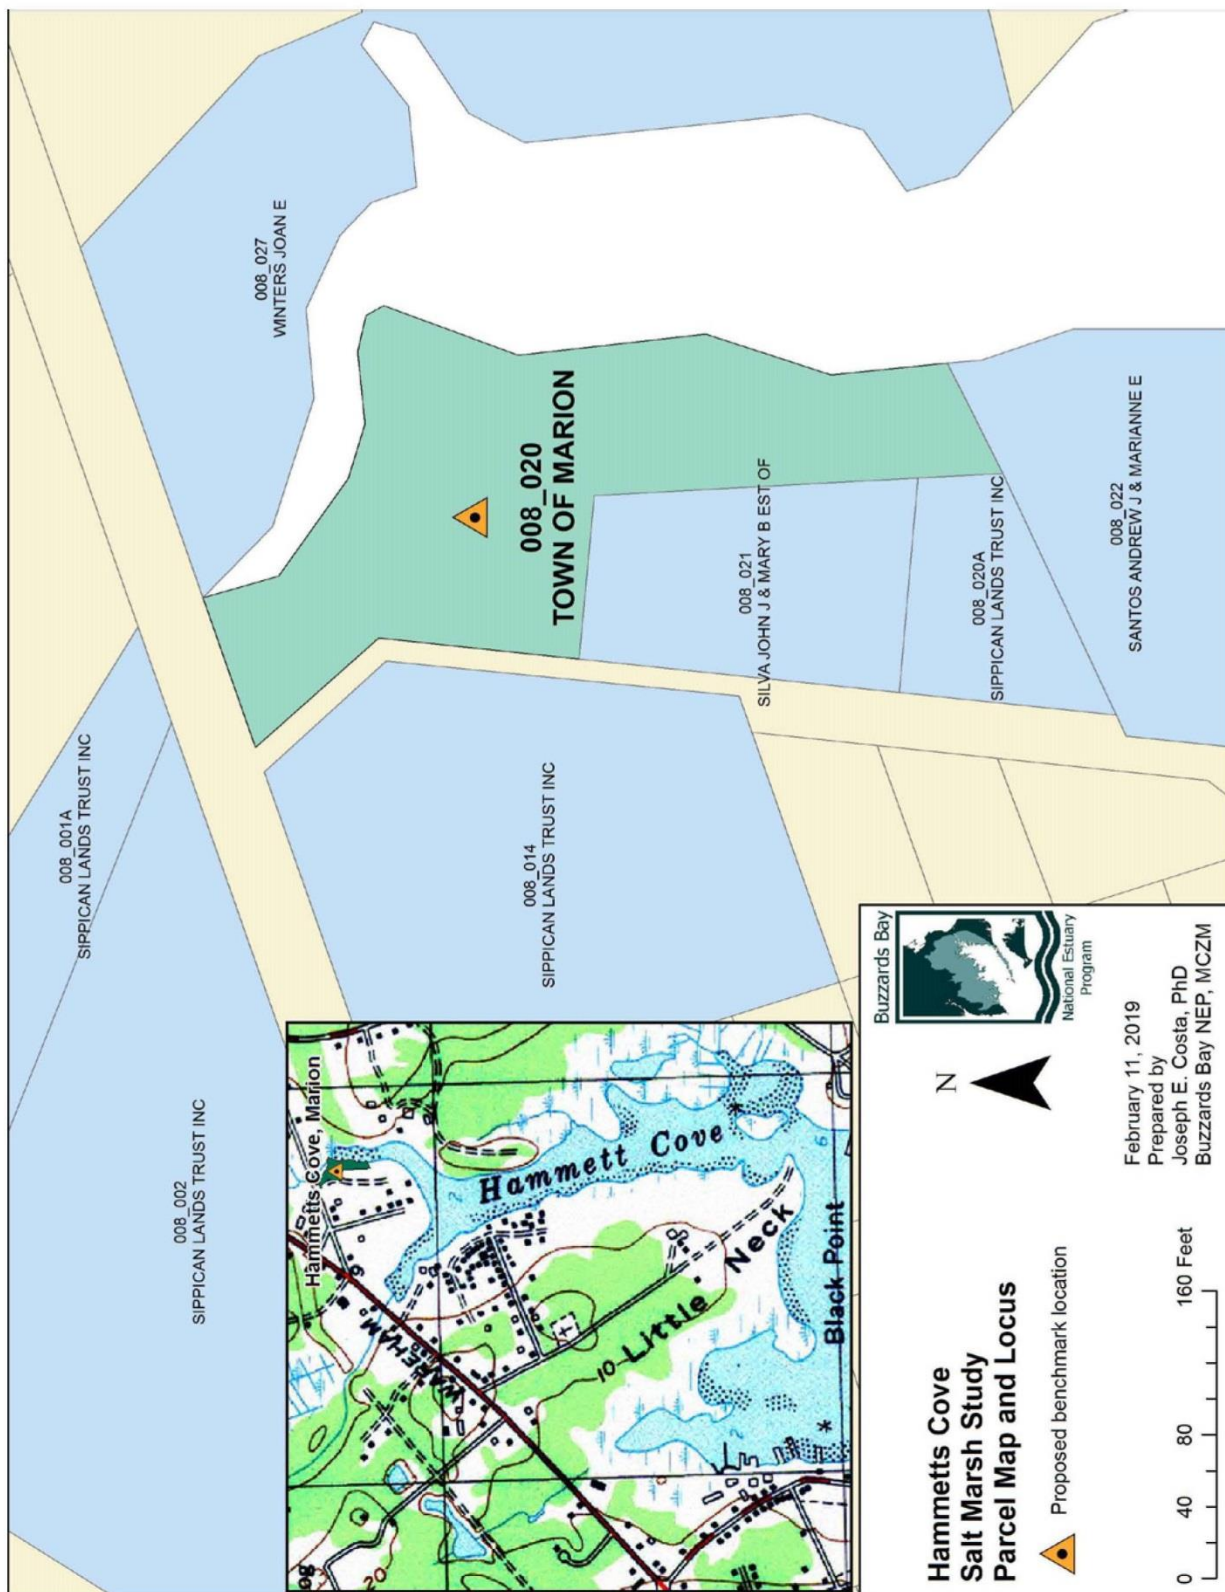 008_001A
SIPPICAN LANDS TRUST INC
008_027
WINTERS JOAN E
008_002
SIPPICAN LANDS TRUST INC
008_020
TOWN OF MARION
008_014
SIPPICAN LANDS TRUST INC
008_021
SILVA JOHN J & MARY B EST OF
008_020A
SIPPICAN LANDS TRUST INC
008_022
SANTOS ANDREW J & MARIANNE E
Hammetts Cove, Marion
WAREHAM
Hammett Cove
Little Neck
Black Point
10
20
6
2
2
6
Hammetts Cove
Salt Marsh Study
Parcel Map and Locus
Proposed benchmark location
0 40 80 160 Feet
N
Buzzards Bay
National Estuary
Program
February 11, 2019
Prepared by
Joseph E. Costa, PhD
Buzzards Bay NEP, MCZM